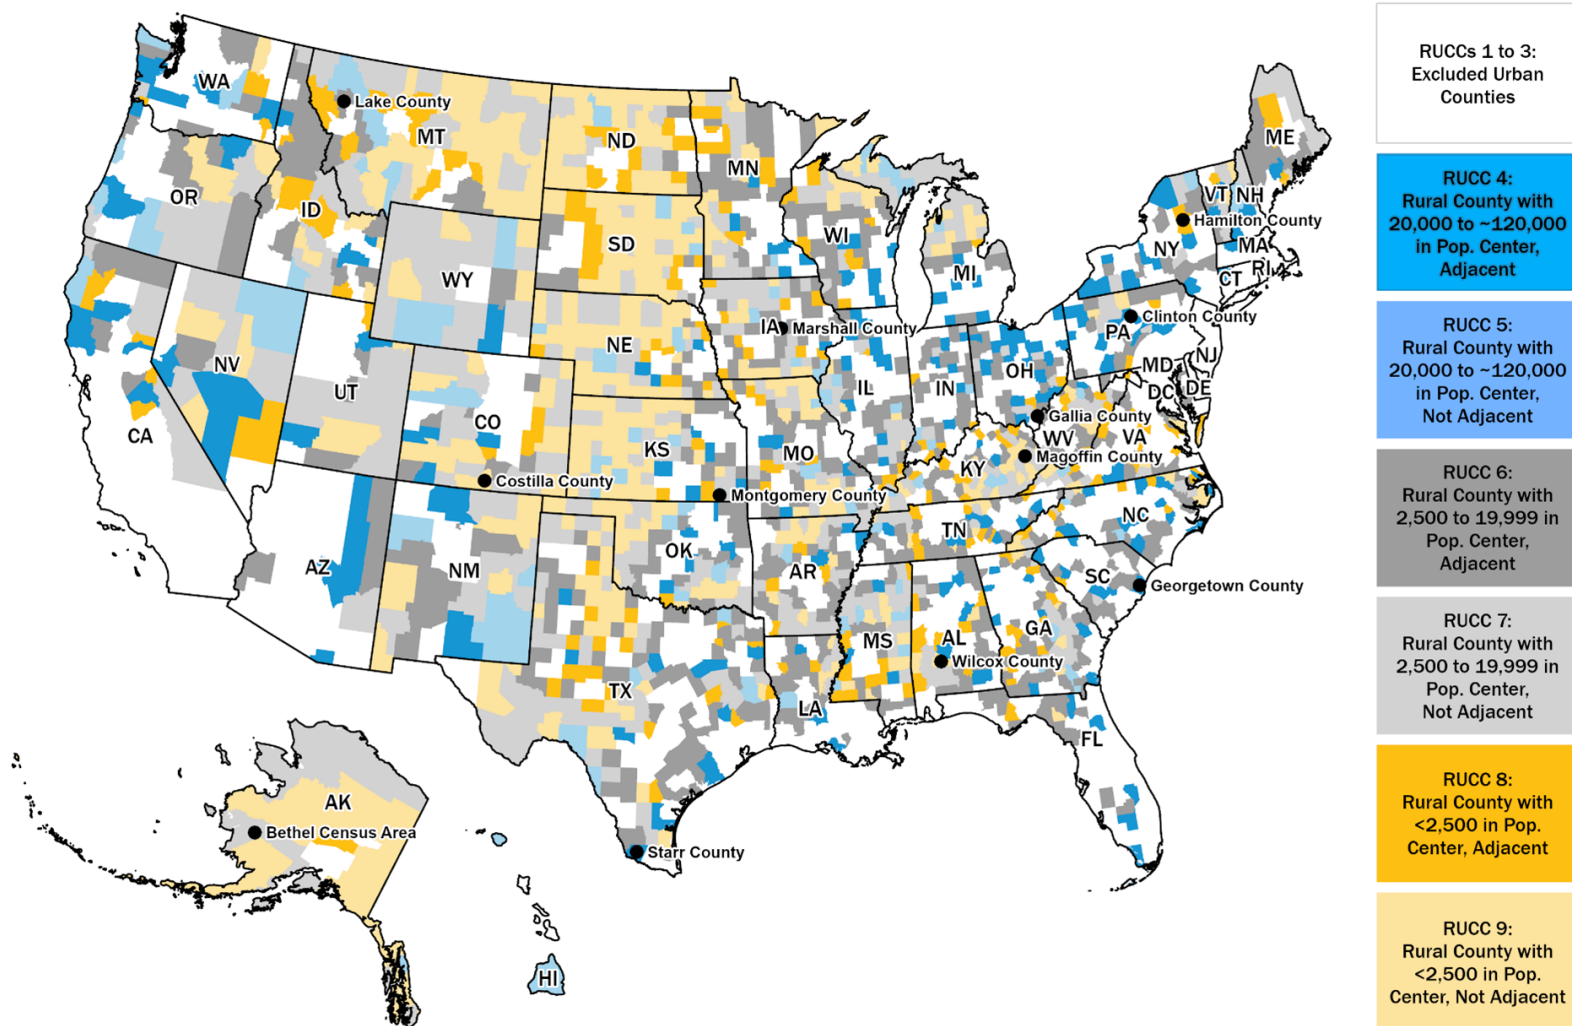 WA
Lake County
MT
ND
MN
ME
OR
ID
SD
WI
MI
VT
NH
Hamilton County
NY
MA
CT
RI
WY
IA
Marshall County
Clinton County
PA
NE
NV
UT
CO
IL
IN
OH
MD
NJ
DC
DE
CA
KS
MO
Gallia County
WV
VA
KY
Magoffin County
Costilla County
Montgomery County
AZ
NM
OK
AR
TN
NC
SC
Georgetown County
MS
AL
GA
Wilcox County
TX
LA
FL
AK
Bethel Census Area
Starr County
HI
RUCCs 1 to 3:
Excluded Urban
Counties
RUCC 4:
Rural County with
20,000 to ~120,000
in Pop. Center,
Adjacent
RUCC 5:
Rural County with
20,000 to ~120,000
in Pop. Center,
Not Adjacent
RUCC 6:
Rural County with
2,500 to 19,999 in
Pop. Center,
Adjacent
RUCC 7:
Rural County with
2,500 to 19,999 in
Pop. Center,
Not Adjacent
RUCC 8:
Rural County with
<2,500 in Pop.
Center, Adjacent
RUCC 9:
Rural County with
<2,500 in Pop.
Center, Not Adjacent